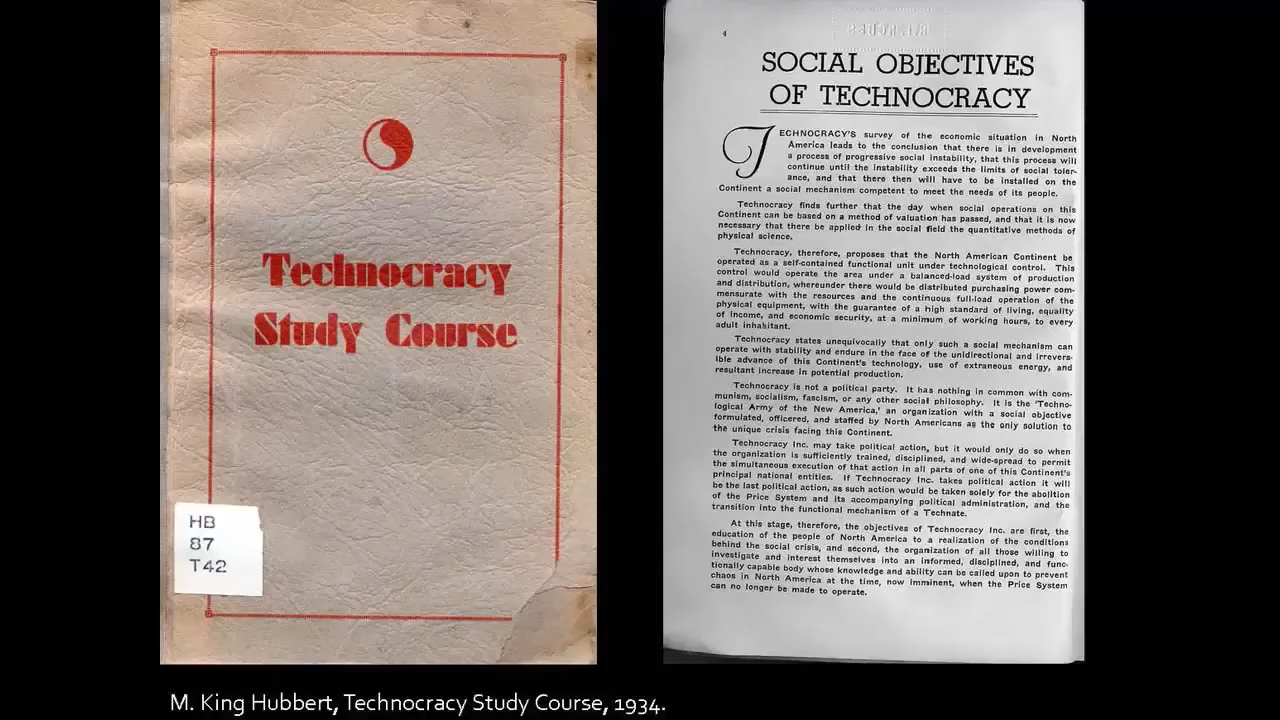 Technocracy
Study Course
HB
87
T42
4
SOCIAL OBJECTIVES
OF TECHNOCRACY
TECHNOCRACY'S survey of the economic situation in North
America leads to the conclusion that there is in development
a process of progressive social instability, that this process will
continue until the instability exceeds the limits of social toler-
ance, and that there then will have to be installed on the
Continent a social mechanism competent to meet the needs of its people.
Technocracy finds further that the day when social operations on this
Continent can be based on a method of valuation has passed, and that it is now
necessary that there be applied in the social field the quantitative methods of
physical science.
Technocracy, therefore, proposes that the North American Continent be
operated as a self-contained functional unit under technological control. This
control would operate the area under a balanced-load system of production
and distribution, whereunder there would be distributed purchasing power com-
mensurate with the resources and the continuous full-load operation of the
physical equipment, with the guarantee of a high standard of living, equality
of income, and economic security, at a minimum of working hours, to every
adult inhabitant.
Technocracy states unequivocally that only such a social mechanism can
operate with stability and endure in the face of the unidirectional and irrevers-
ible advance of this Continent's technology, use of extraneous energy, and
resultant increase in potential production.
Technocracy is not a political party. It has nothing in common with com-
munism, socialism, fascism, or any other social philosophy. It is the 'Techno-
logical Army of the New America,' an organization with a social objective
formulated, officered, and staffed by North Americans as the only solution to
the unique crisis facing this Continent.
Technocracy Inc. may take political action, but it would only do so when
the organization is sufficiently trained, disciplined, and wide-spread to permit
the simultaneous execution of that action in all parts of one of this Continent's
principal national entities. If Technocracy Inc. takes political action it will
be the last political action, as such action would be taken solely for the abolition
of the Price System and its accompanying political administration, and the
transition into the functional mechanism of a Technate.
At this stage, therefore, the objectives of Technocracy Inc. are first, the
education of the people of North America to a realization of the conditions
behind the social crisis, and second, the organization of all those willing to
investigate and interest themselves into an informed, disciplined, and func-
tionally capable body whose knowledge and ability can be called upon to prevent
chaos in North America at the time, now imminent, when the Price System
can no longer be made to operate.
M. King Hubbert, Technocracy Study Course, 1934.